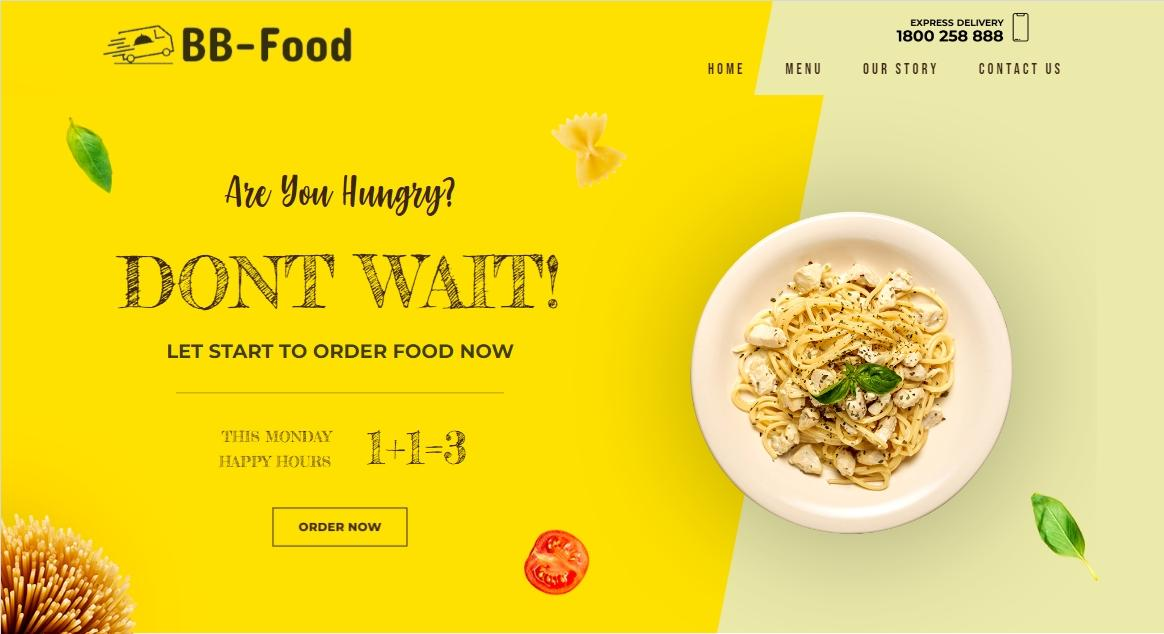 BB-Food
EXPRESS DELIVERY
1800 258 888
HOME MENU OUR STORY CONTACT US
Are You Hungry?
DONT WAIT!
LET START TO ORDER FOOD NOW
THIS MONDAY
HAPPY HOURS
1+1=3
ORDER NOW